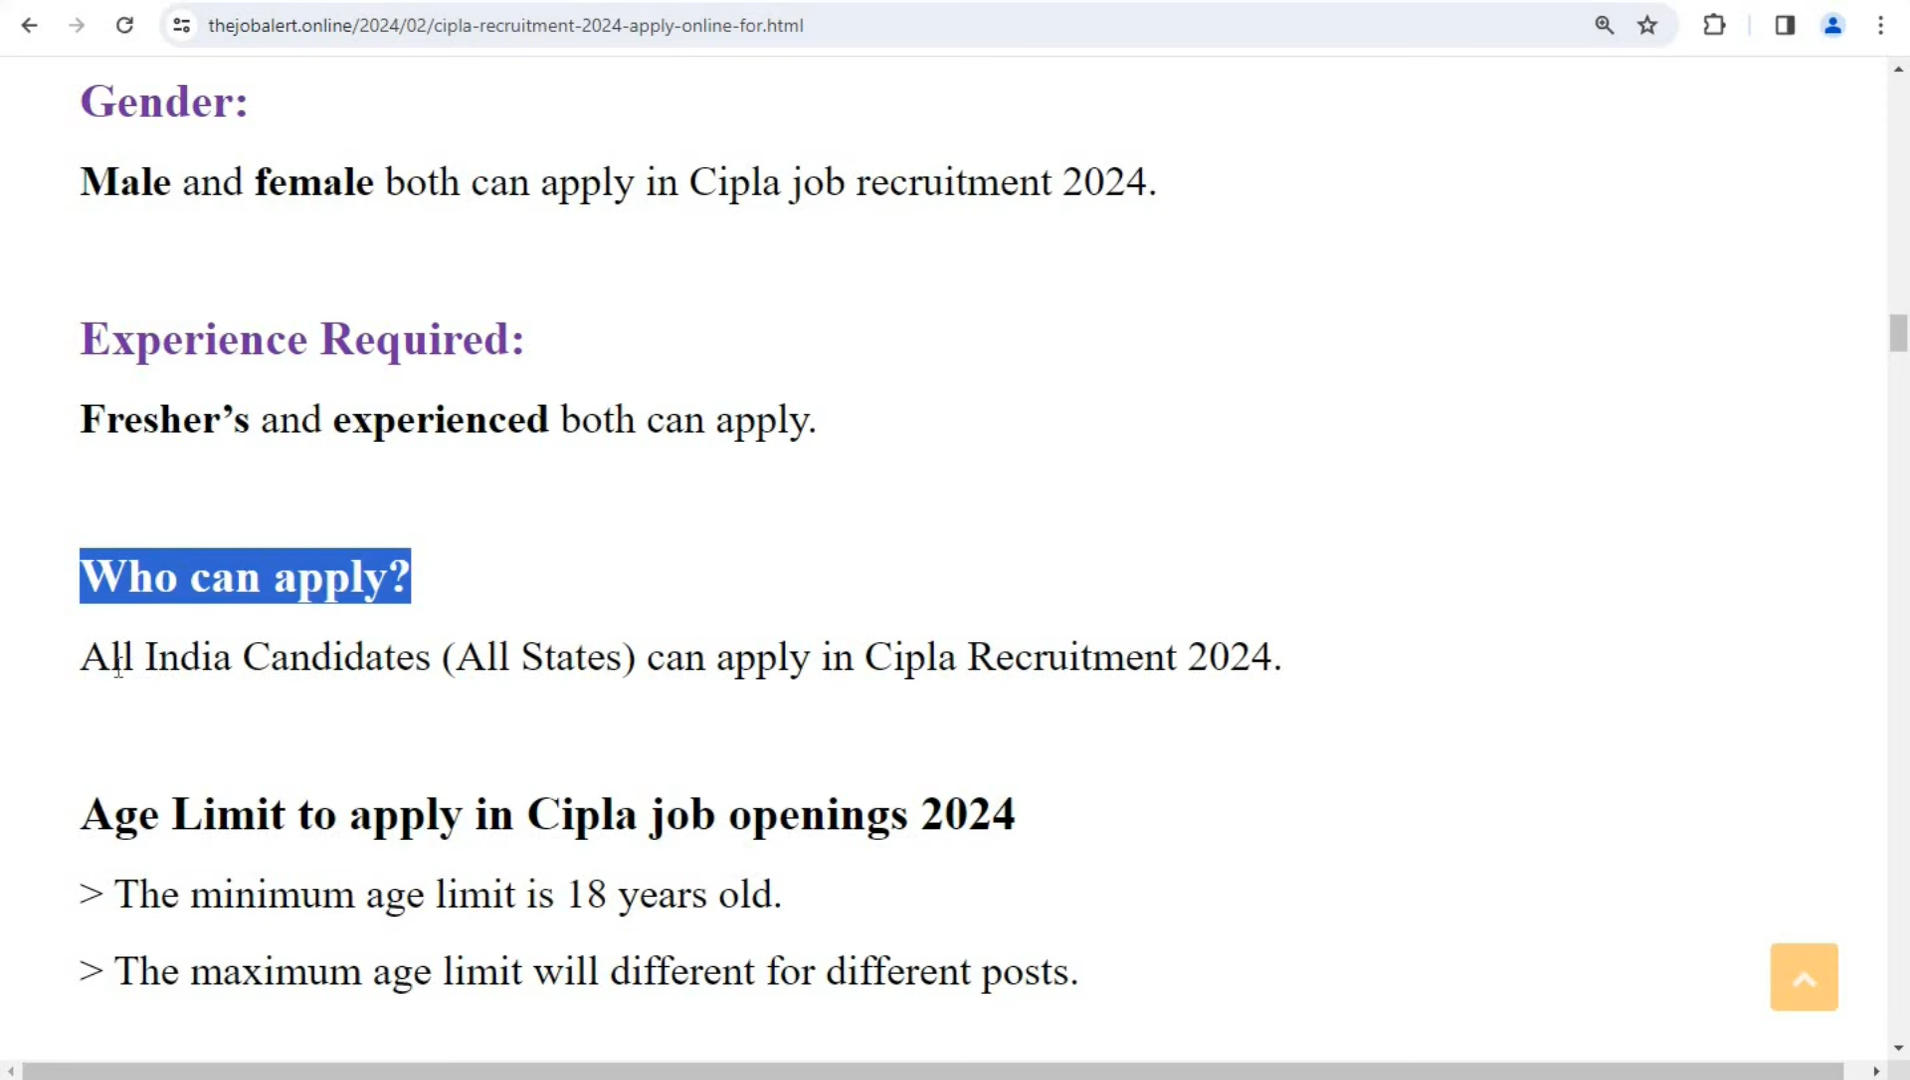 thejobalert.online/2024/02/cipla-recruitment-2024-apply-online-for.html
Gender:
Male and female both can apply in Cipla job recruitment 2024.
Experience Required:
Fresher’s and experienced both can apply.
Who can apply?
All India Candidates (All States) can apply in Cipla Recruitment 2024.
Age Limit to apply in Cipla job openings 2024
> The minimum age limit is 18 years old.
> The maximum age limit will different for different posts.